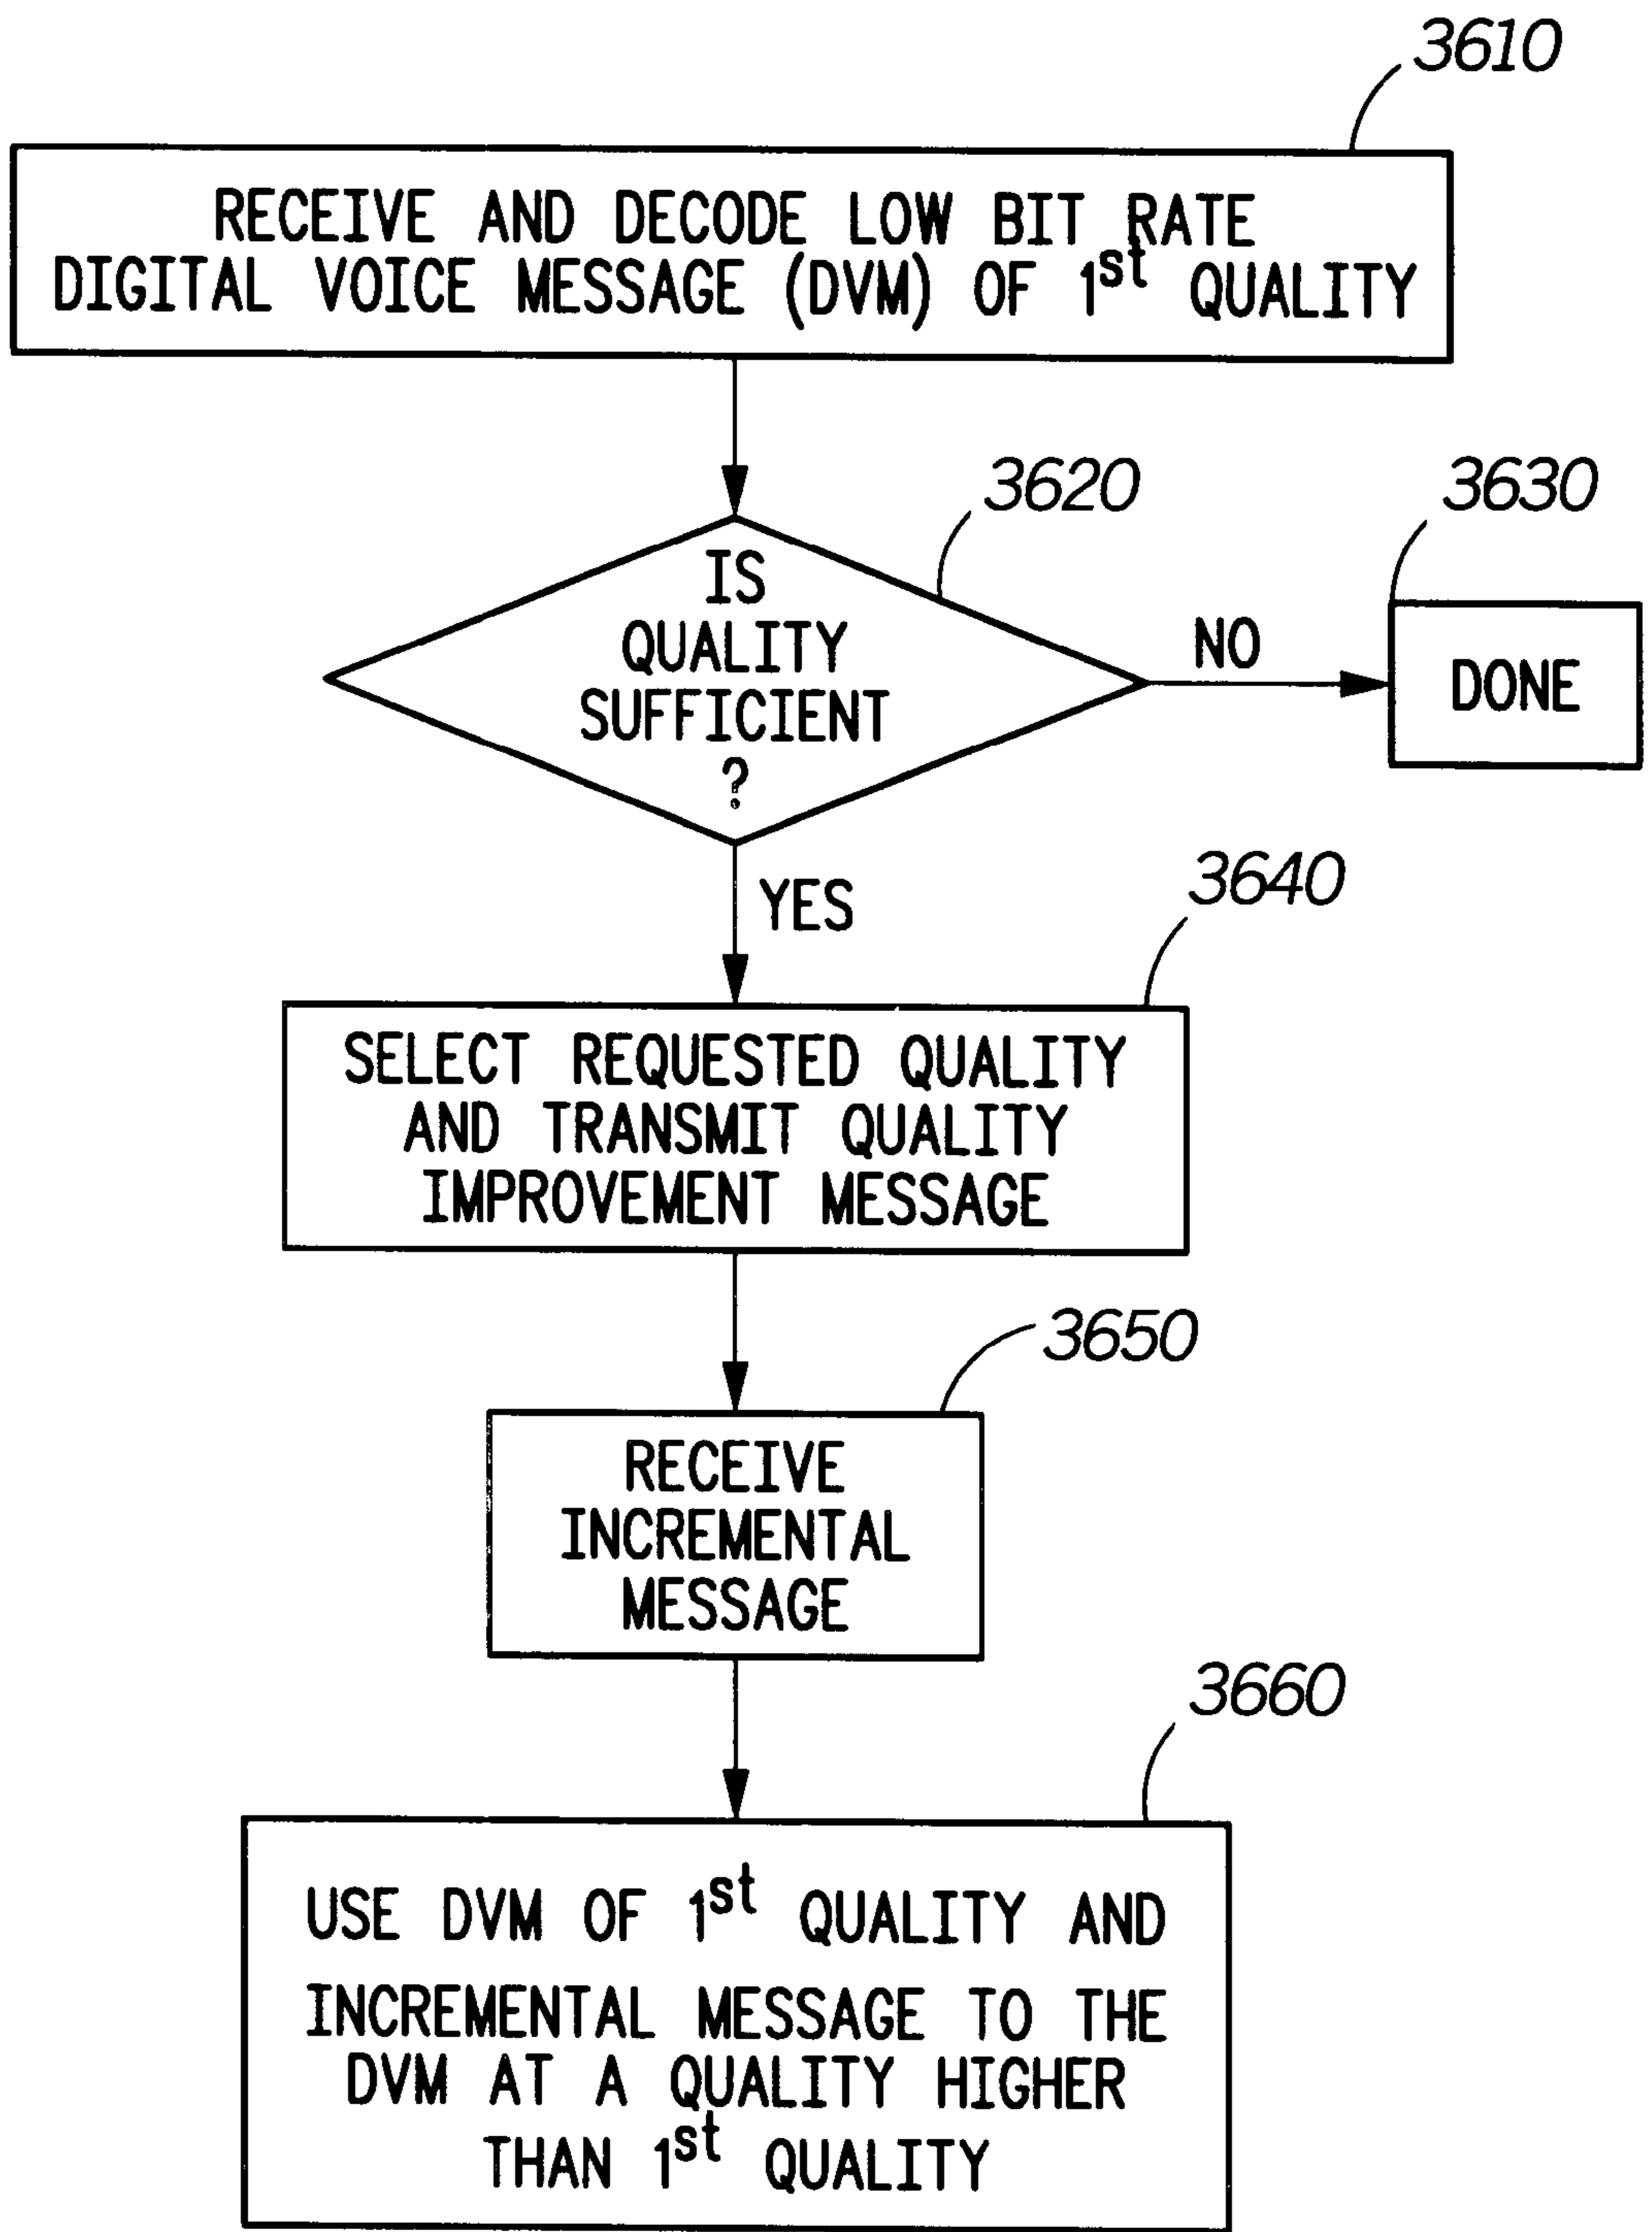 3610
RECEIVE AND DECODE LOW BIT RATE
DIGITAL VOICE MESSAGE (DVM) OF 1st QUALITY
3620
3630
IS
QUALITY
SUFFICIENT
?
NO
DONE
YES
3640
SELECT REQUESTED QUALITY
AND TRANSMIT QUALITY
IMPROVEMENT MESSAGE
3650
RECEIVE
INCREMENTAL
MESSAGE
3660
USE DVM OF 1st QUALITY AND
INCREMENTAL MESSAGE TO THE
DVM AT A QUALITY HIGHER
THAN 1st QUALITY